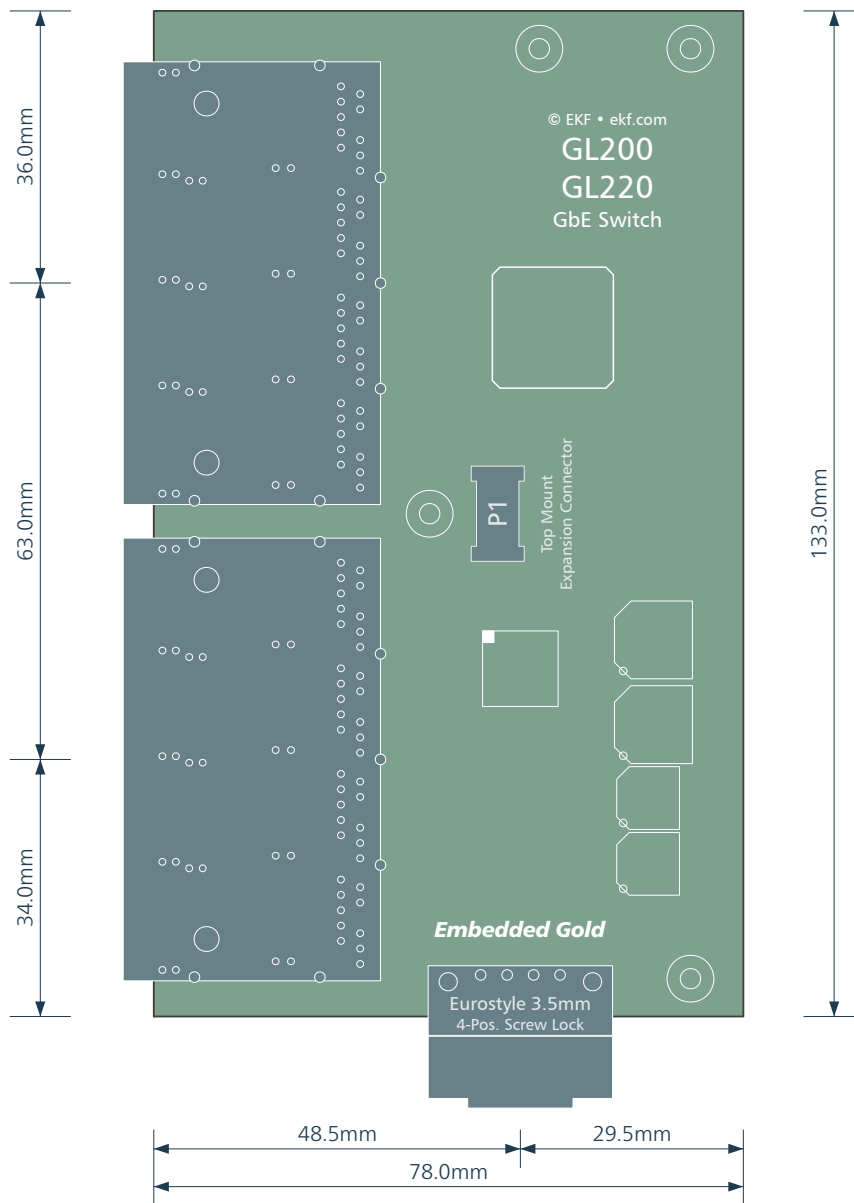 © EKF • ekf.com
GL200
GL220
GbE Switch
36.0mm
63.0mm
133.0mm
P1
Top Mount
Expansion Connector
34.0mm
Embedded Gold
Eurostyle 3.5mm
4-Pos. Screw Lock
48.5mm
29.5mm
78.0mm